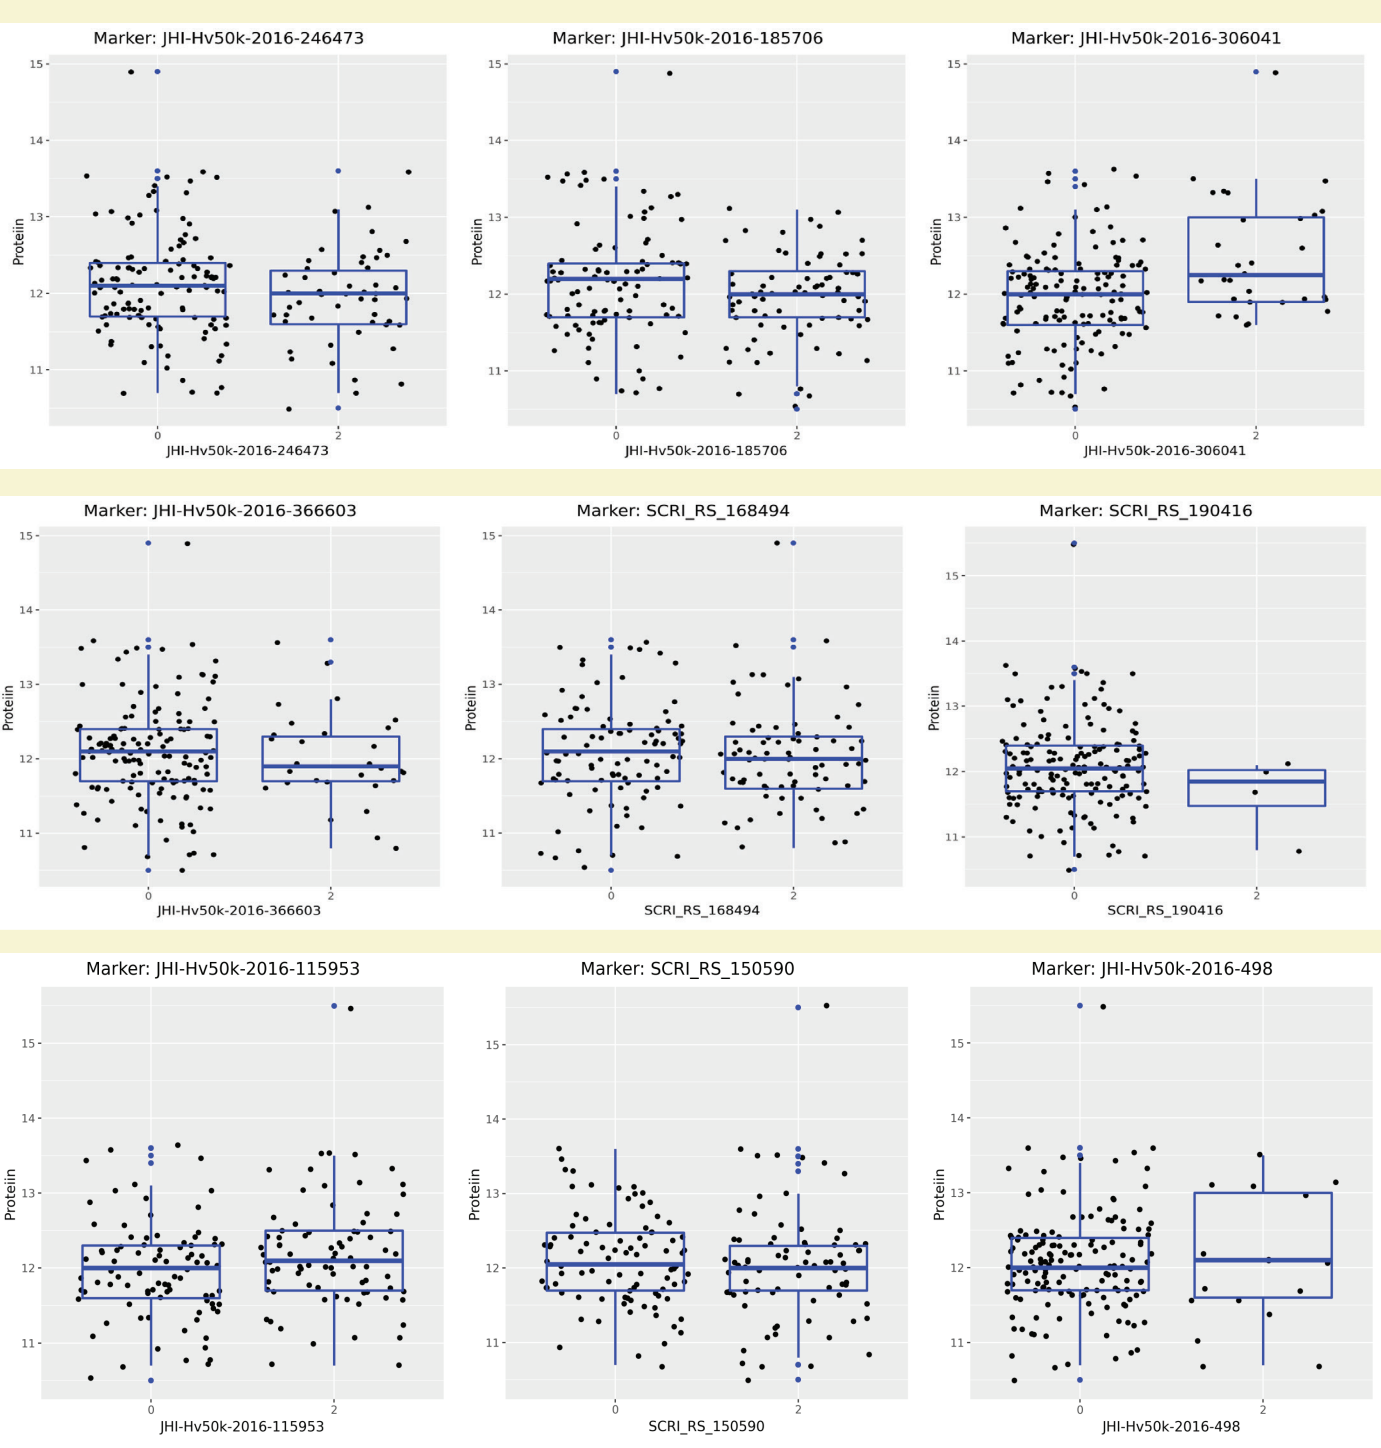 Marker: JHI-Hv50k-2016-246473
Proteiin
15
14
13
12
11
0
2
JHI-Hv50k-2016-246473
Marker: JHI-Hv50k-2016-185706
Proteiin
15
14
13
12
11
0
2
JHI-Hv50k-2016-185706
Marker: JHI-Hv50k-2016-306041
Proteiin
15
14
13
12
11
0
2
JHI-Hv50k-2016-306041
Marker: JHI-Hv50k-2016-366603
Proteiin
15
14
13
12
11
0
2
JHI-Hv50k-2016-366603
Marker: SCRI_RS_168494
Proteiin
15
14
13
12
11
0
2
SCRI_RS_168494
Marker: SCRI_RS_190416
Proteiin
15
14
13
12
11
0
2
SCRI_RS_190416
Marker: JHI-Hv50k-2016-115953
Proteiin
15
14
13
12
11
0
2
JHI-Hv50k-2016-115953
Marker: SCRI_RS_150590
Proteiin
15
14
13
12
11
0
2
SCRI_RS_150590
Marker: JHI-Hv50k-2016-498
Proteiin
15
14
13
12
11
0
2
JHI-Hv50k-2016-498